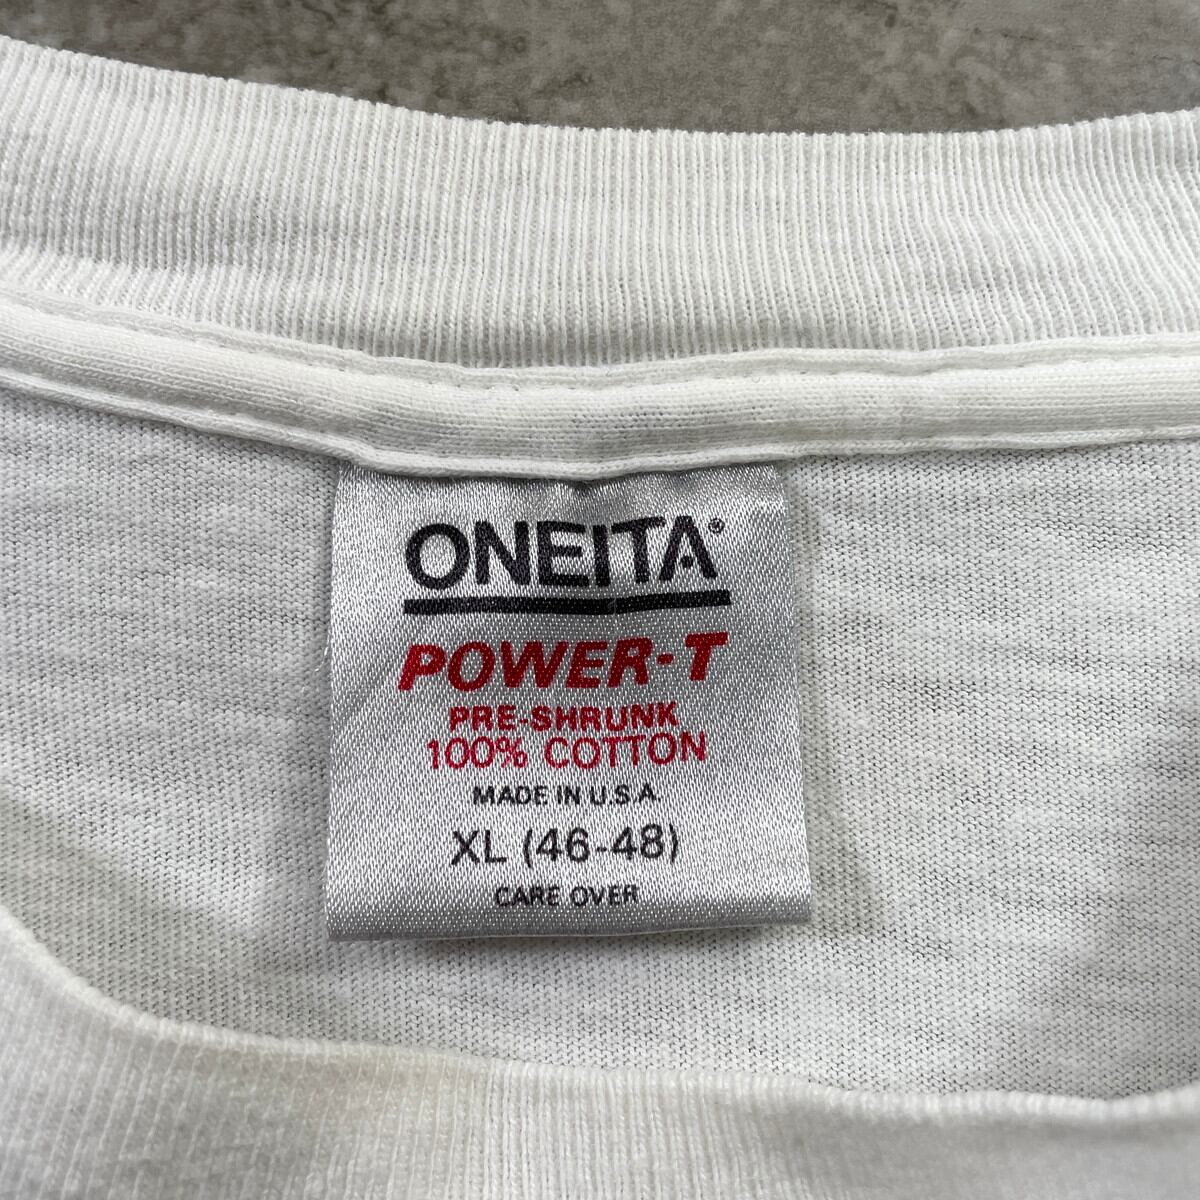 ONEITA®
POWER-T
PRE-SHRUNK
100% COTTON
MADE IN U.S.A.
XL (46-48)
CARE OVER